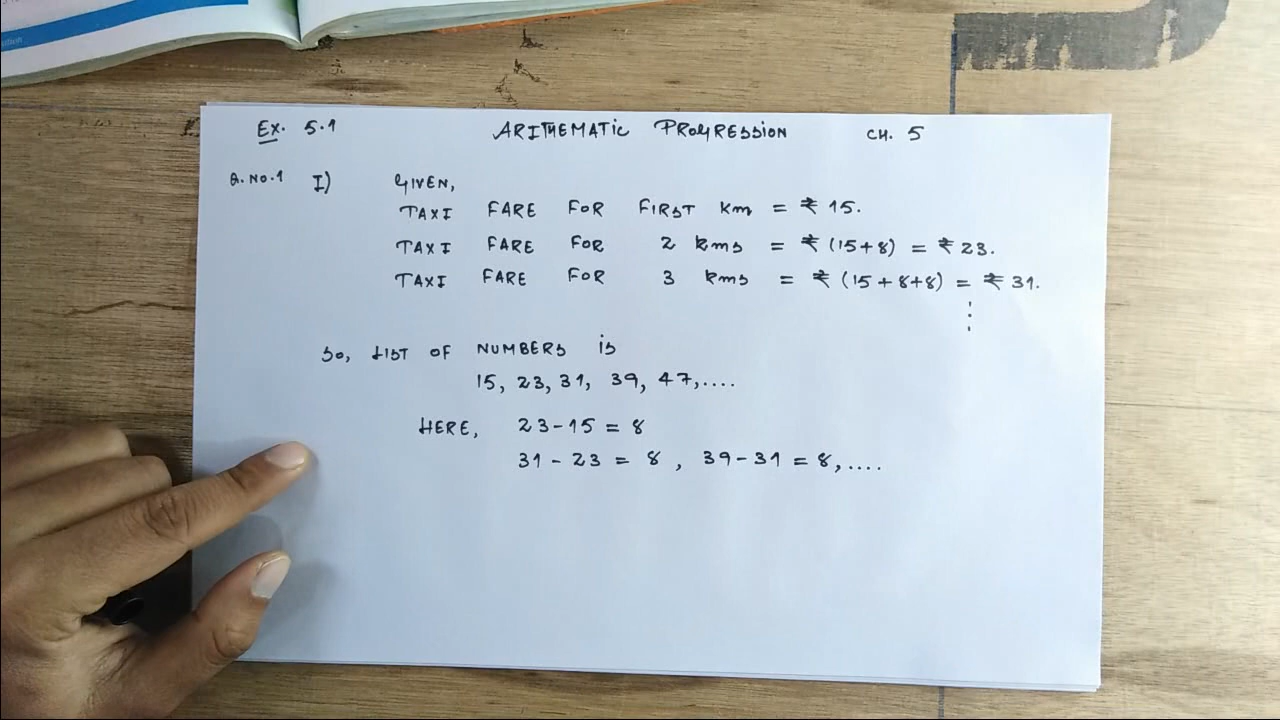 Ex. 5.1 ARITHEMATIC PROGRESSION CH. 5
Q.NO.1 I) GIVEN,
TAXI FARE FOR FIRST km = ₹ 15.
TAXI FARE FOR 2 kms = ₹ (15+8) = ₹ 23.
TAXI FARE FOR 3 kms = ₹ (15+8+8) = ₹ 31.
⋮
SO, LIST OF NUMBERS IS
15, 23, 31, 39, 47,....
HERE, 23-15 = 8
31 - 23 = 8 , 39-31 = 8,....